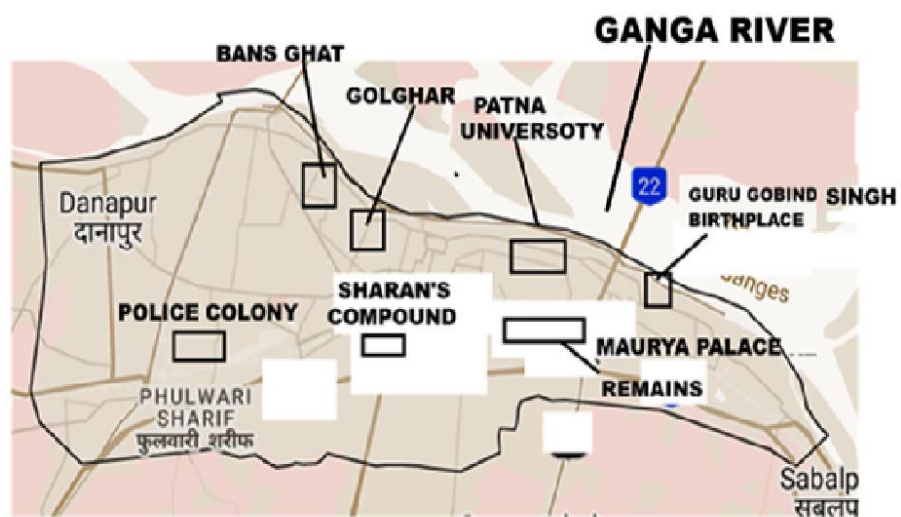 GANGA RIVER
BANS GHAT
GOLGHAR
PATNA
UNIVERSOTY
22
GURU GOBIND SINGH
BIRTHPLACE
Danapur
दानापुर
anges
SHARAN'S
COMPOUND
POLICE COLONY
MAURYA PALACE
REMAINS
PHULWARI
SHARIF
फुलवारी शरीफ
Sabalp
सबलप